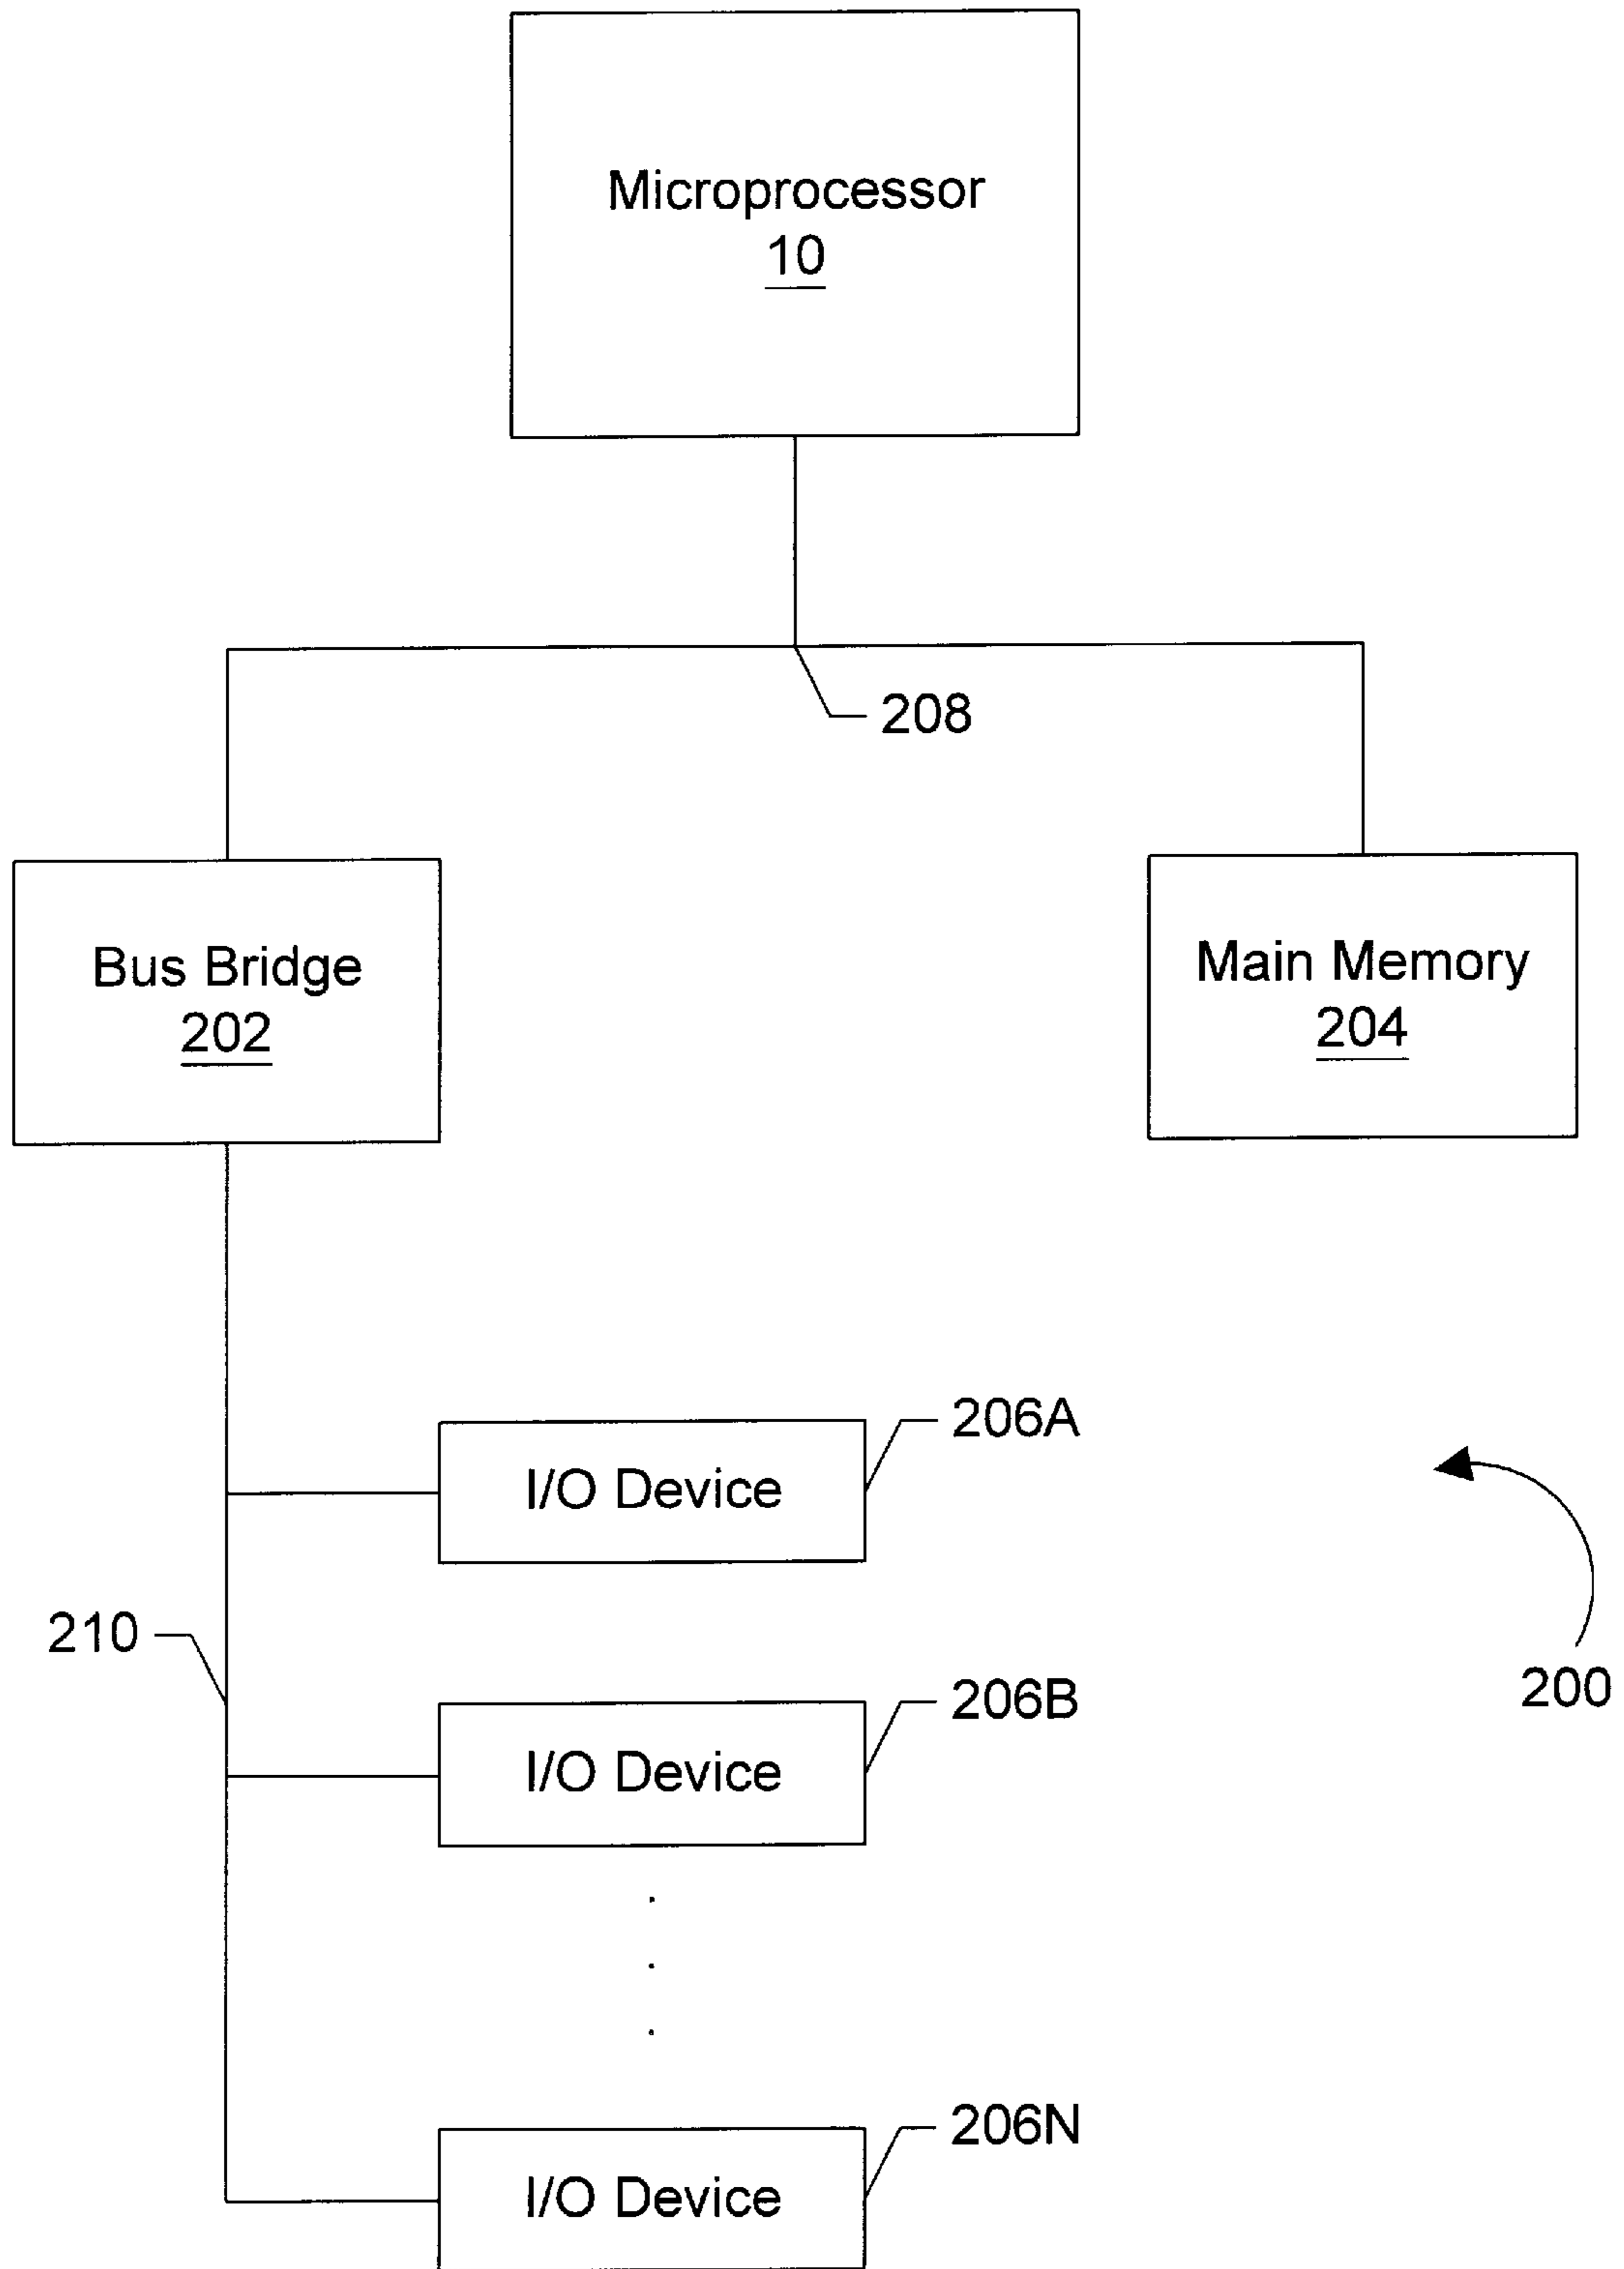 Microprocessor
10
208
Bus Bridge
202
Main Memory
204
206A
I/O Device
210
206B
I/O Device
200
206N
I/O Device